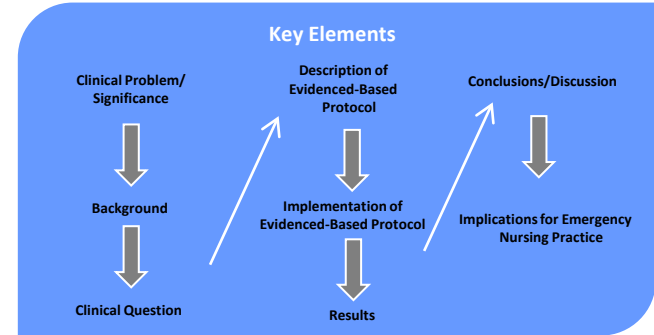 Key Elements
Clinical Problem/
Significance
Background
Clinical Question
Description of
Evidenced-Based
Protocol
Implementation of
Evidenced-Based Protocol
Results
Conclusions/Discussion
Implications for Emergency
Nursing Practice